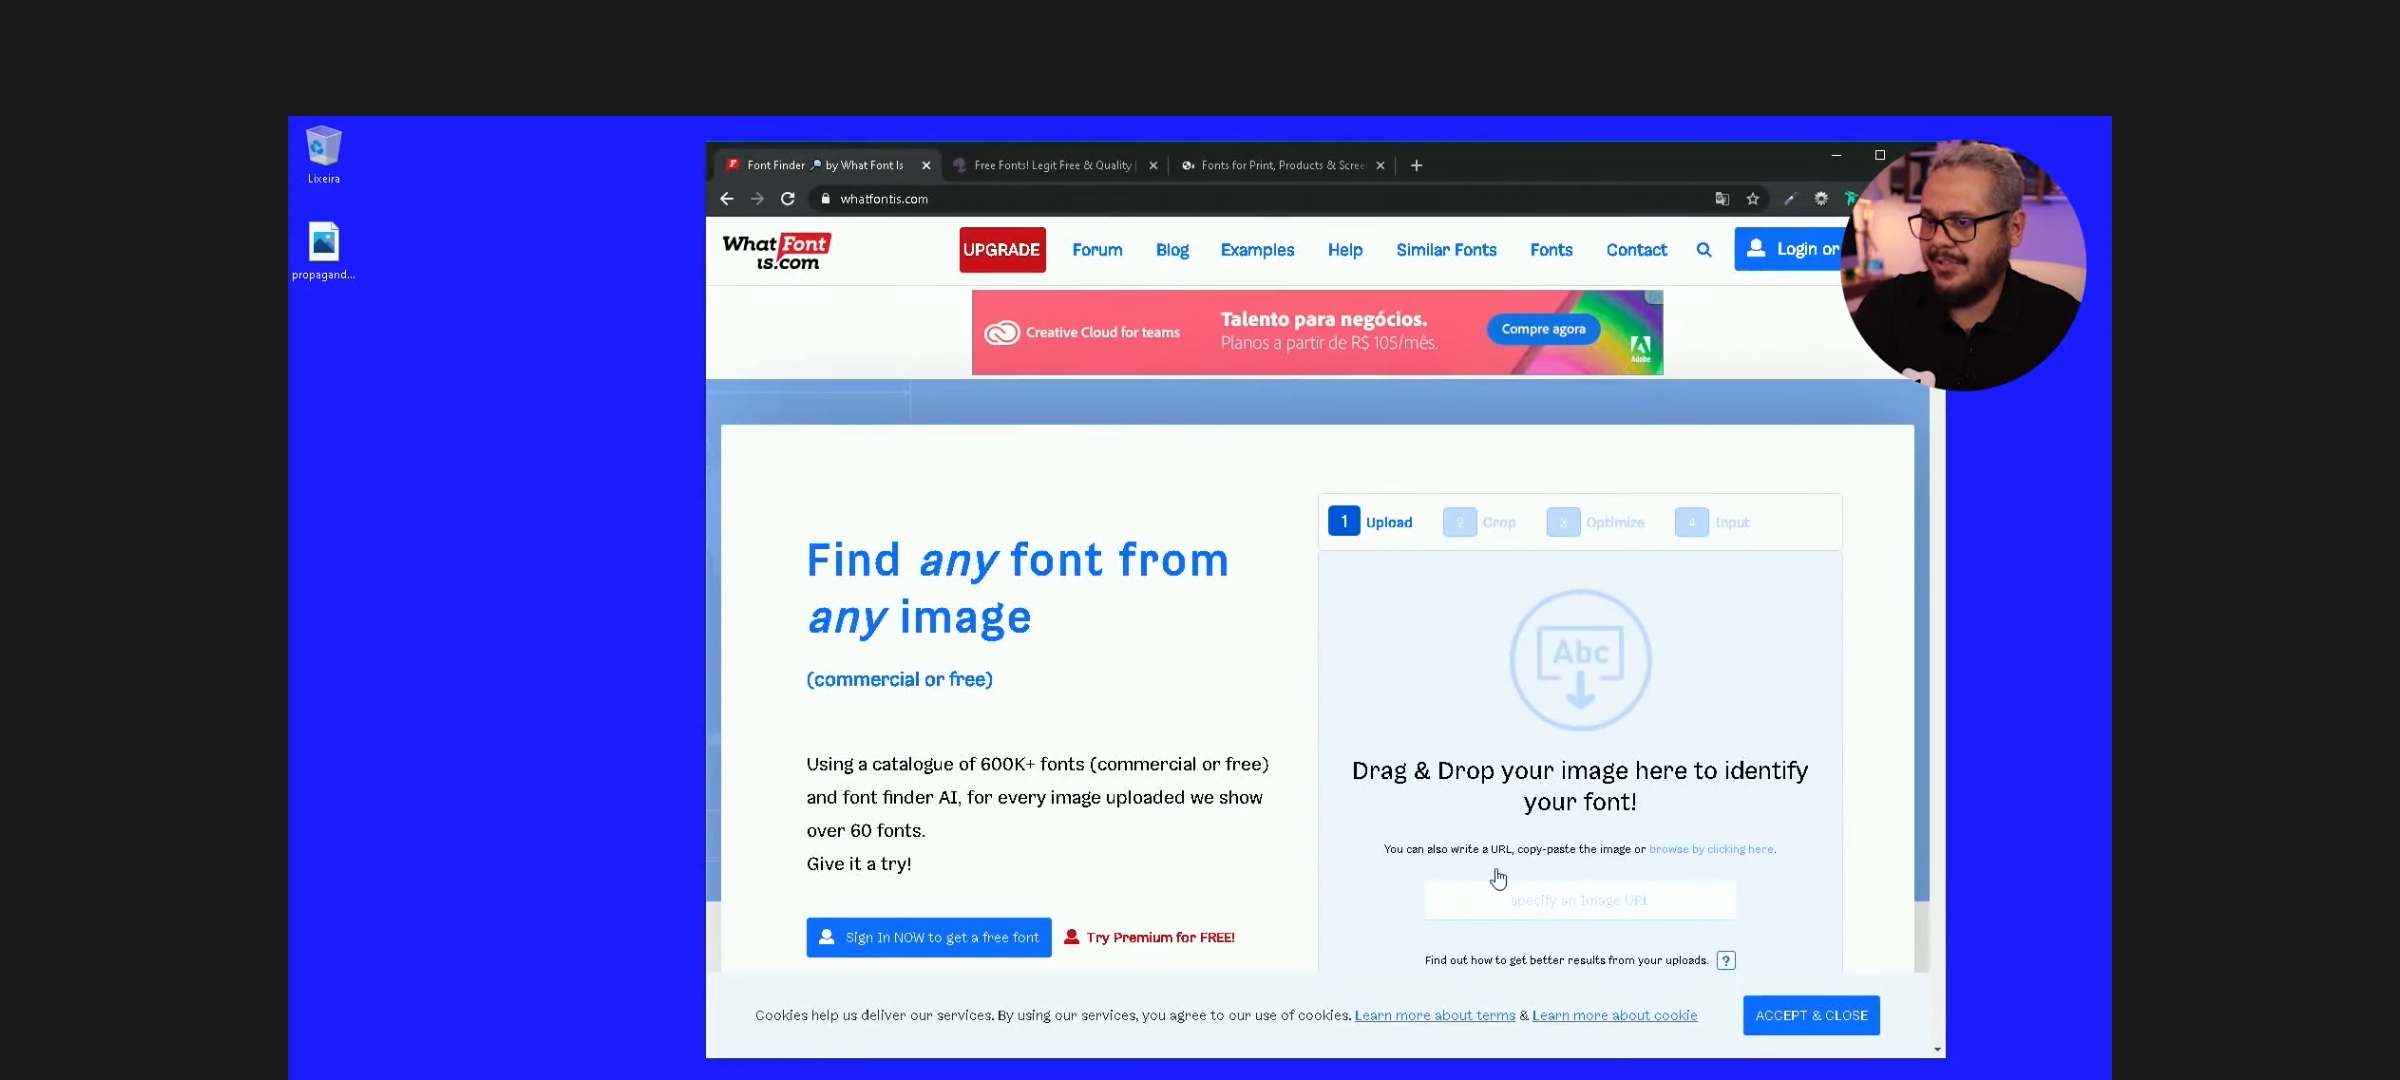 Lixeira
propagand...
Font Finder 🔎 by What Font Is
Free Fonts! Legit Free & Quality
Fonts for Print, Products & Scree
whatfontis.com
What Font
is.com
UPGRADE
Forum
Blog
Examples
Help
Similar Fonts
Fonts
Contact
Login or
Creative Cloud for teams
Talento para negócios.
Planos a partir de R$ 105/mês.
Compre agora
Adobe
1 Upload
2 Crop
3 Optimize
4 Input
Find any font from
any image
(commercial or free)
Using a catalogue of 600K+ fonts (commercial or free)
and font finder AI, for every image uploaded we show
over 60 fonts.
Give it a try!
Sign In NOW to get a free font
Try Premium for FREE!
Abc
Drag & Drop your image here to identify
your font!
You can also write a URL, copy-paste the image or browse by clicking here.
specify an Image URL
Find out how to get better results from your uploads. ?
Cookies help us deliver our services. By using our services, you agree to our use of cookies. Learn more about terms & Learn more about cookie
ACCEPT & CLOSE